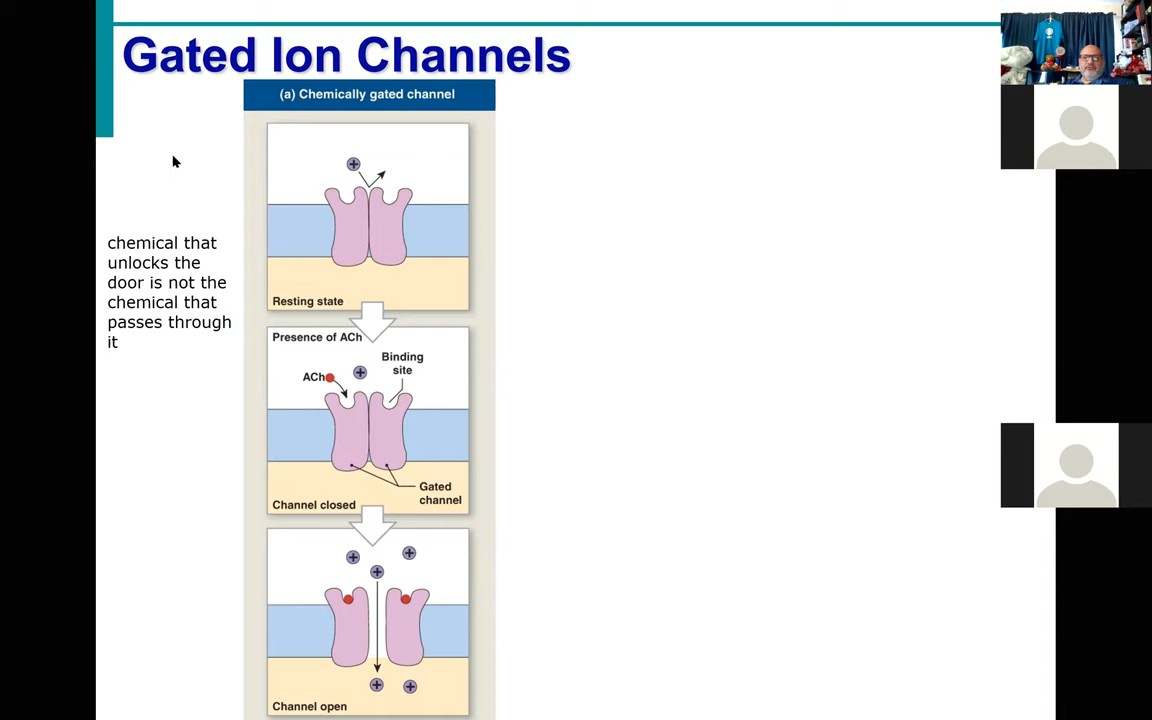 Gated Ion Channels
(a) Chemically gated channel
chemical that
unlocks the
door is not the
chemical that
passes through
it
+
Resting state
Presence of ACh
Binding
site
ACh
+
Gated
channel
Channel closed
+ +
+
+ +
Channel open